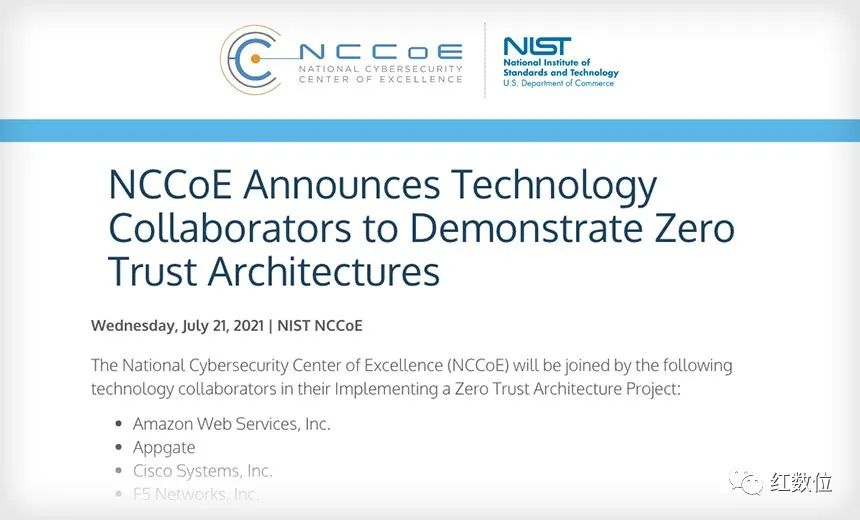 NCCoE
NATIONAL CYBERSECURITY
CENTER OF EXCELLENCE
NIST
National Institute of
Standards and Technology
U.S. Department of Commerce
NCCoE Announces Technology
Collaborators to Demonstrate Zero
Trust Architectures
Wednesday, July 21, 2021 | NIST NCCoE
The National Cybersecurity Center of Excellence (NCCoE) will be joined by the following
technology collaborators in their Implementing a Zero Trust Architecture Project:
• Amazon Web Services, Inc.
• Appgate
• Cisco Systems, Inc.
• F5 Networks, Inc.
红数位